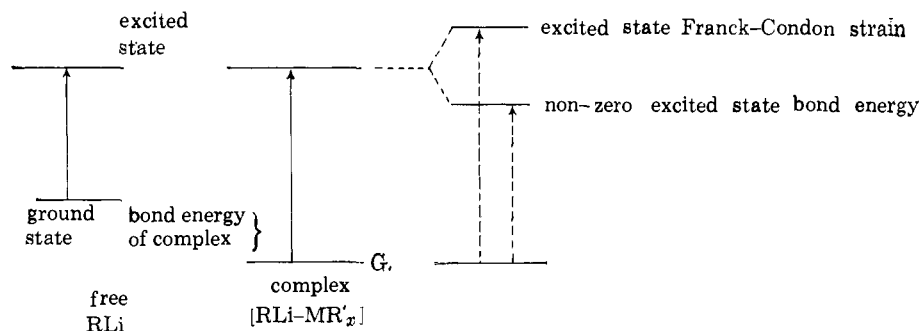 excited
state
excited state Franck–Condon strain
non-zero excited state bond energy
ground
state
bond energy
of complex
G.
complex
[RLi–MR'x]
free
RLi